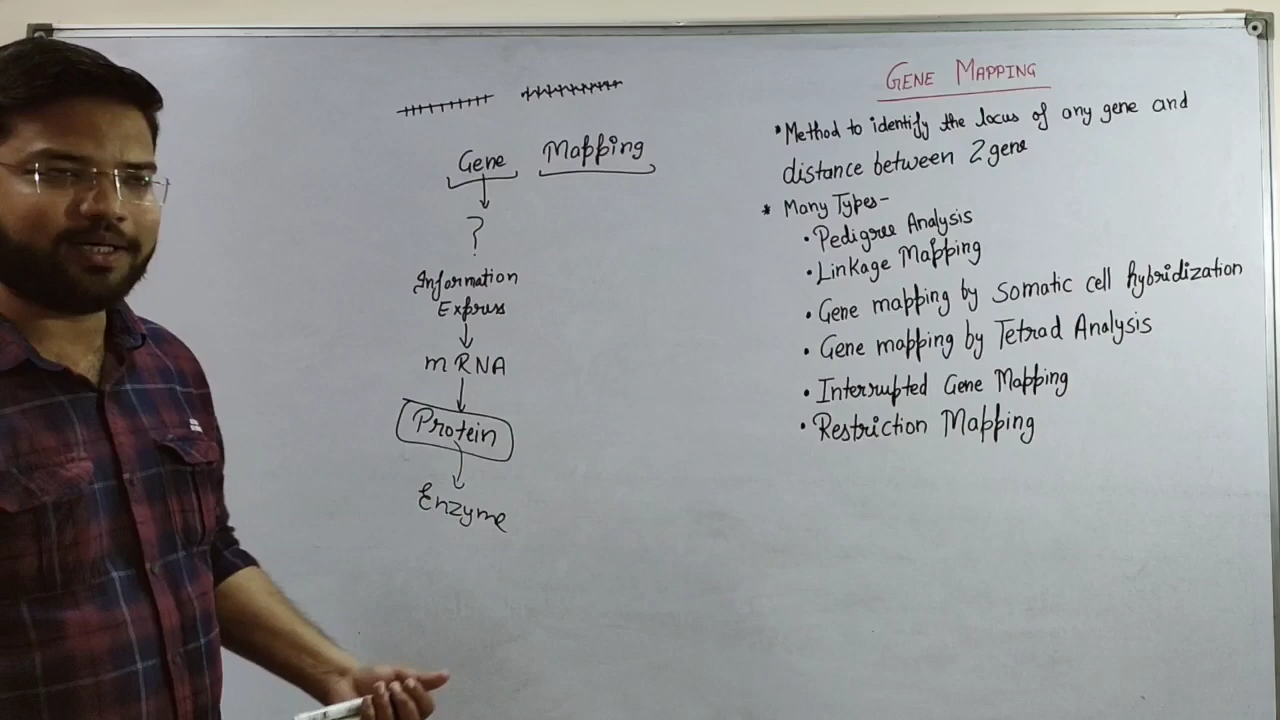 Gene Mapping
?
Information
Express
mRNA
Protein
Enzyme
GENE MAPPING
* Method to identify the locus of any gene and
distance between 2 gene
* Many Types-
• Pedigree Analysis
• Linkage Mapping
• Gene mapping by Somatic cell hybridization
• Gene mapping by Tetrad Analysis
• Interrupted Gene Mapping
• Restriction Mapping